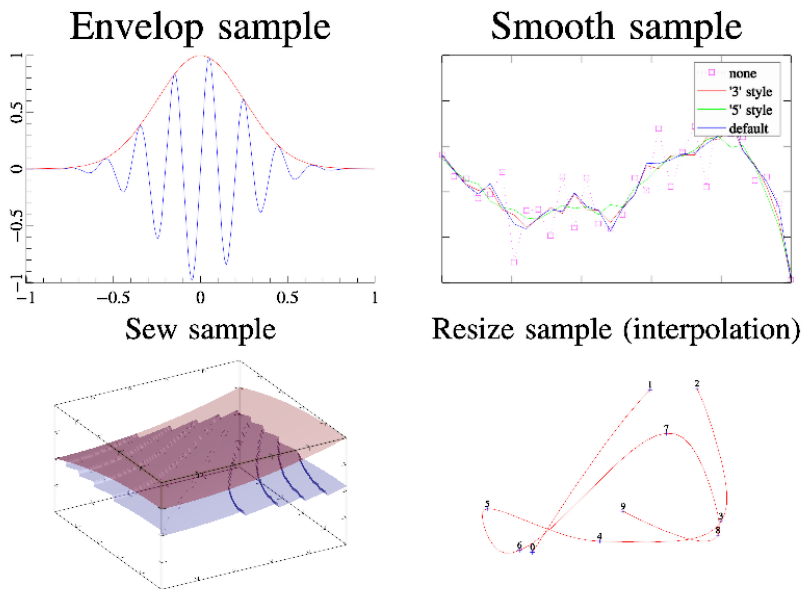 Envelop sample
Smooth sample
1
0.5
0
−0.5
−1
−1
−0.5
0
0.5
1
none
'3' style
'5' style
default
Sew sample
Resize sample (interpolation)
1
2
7
5
9
3
4
8
6
0